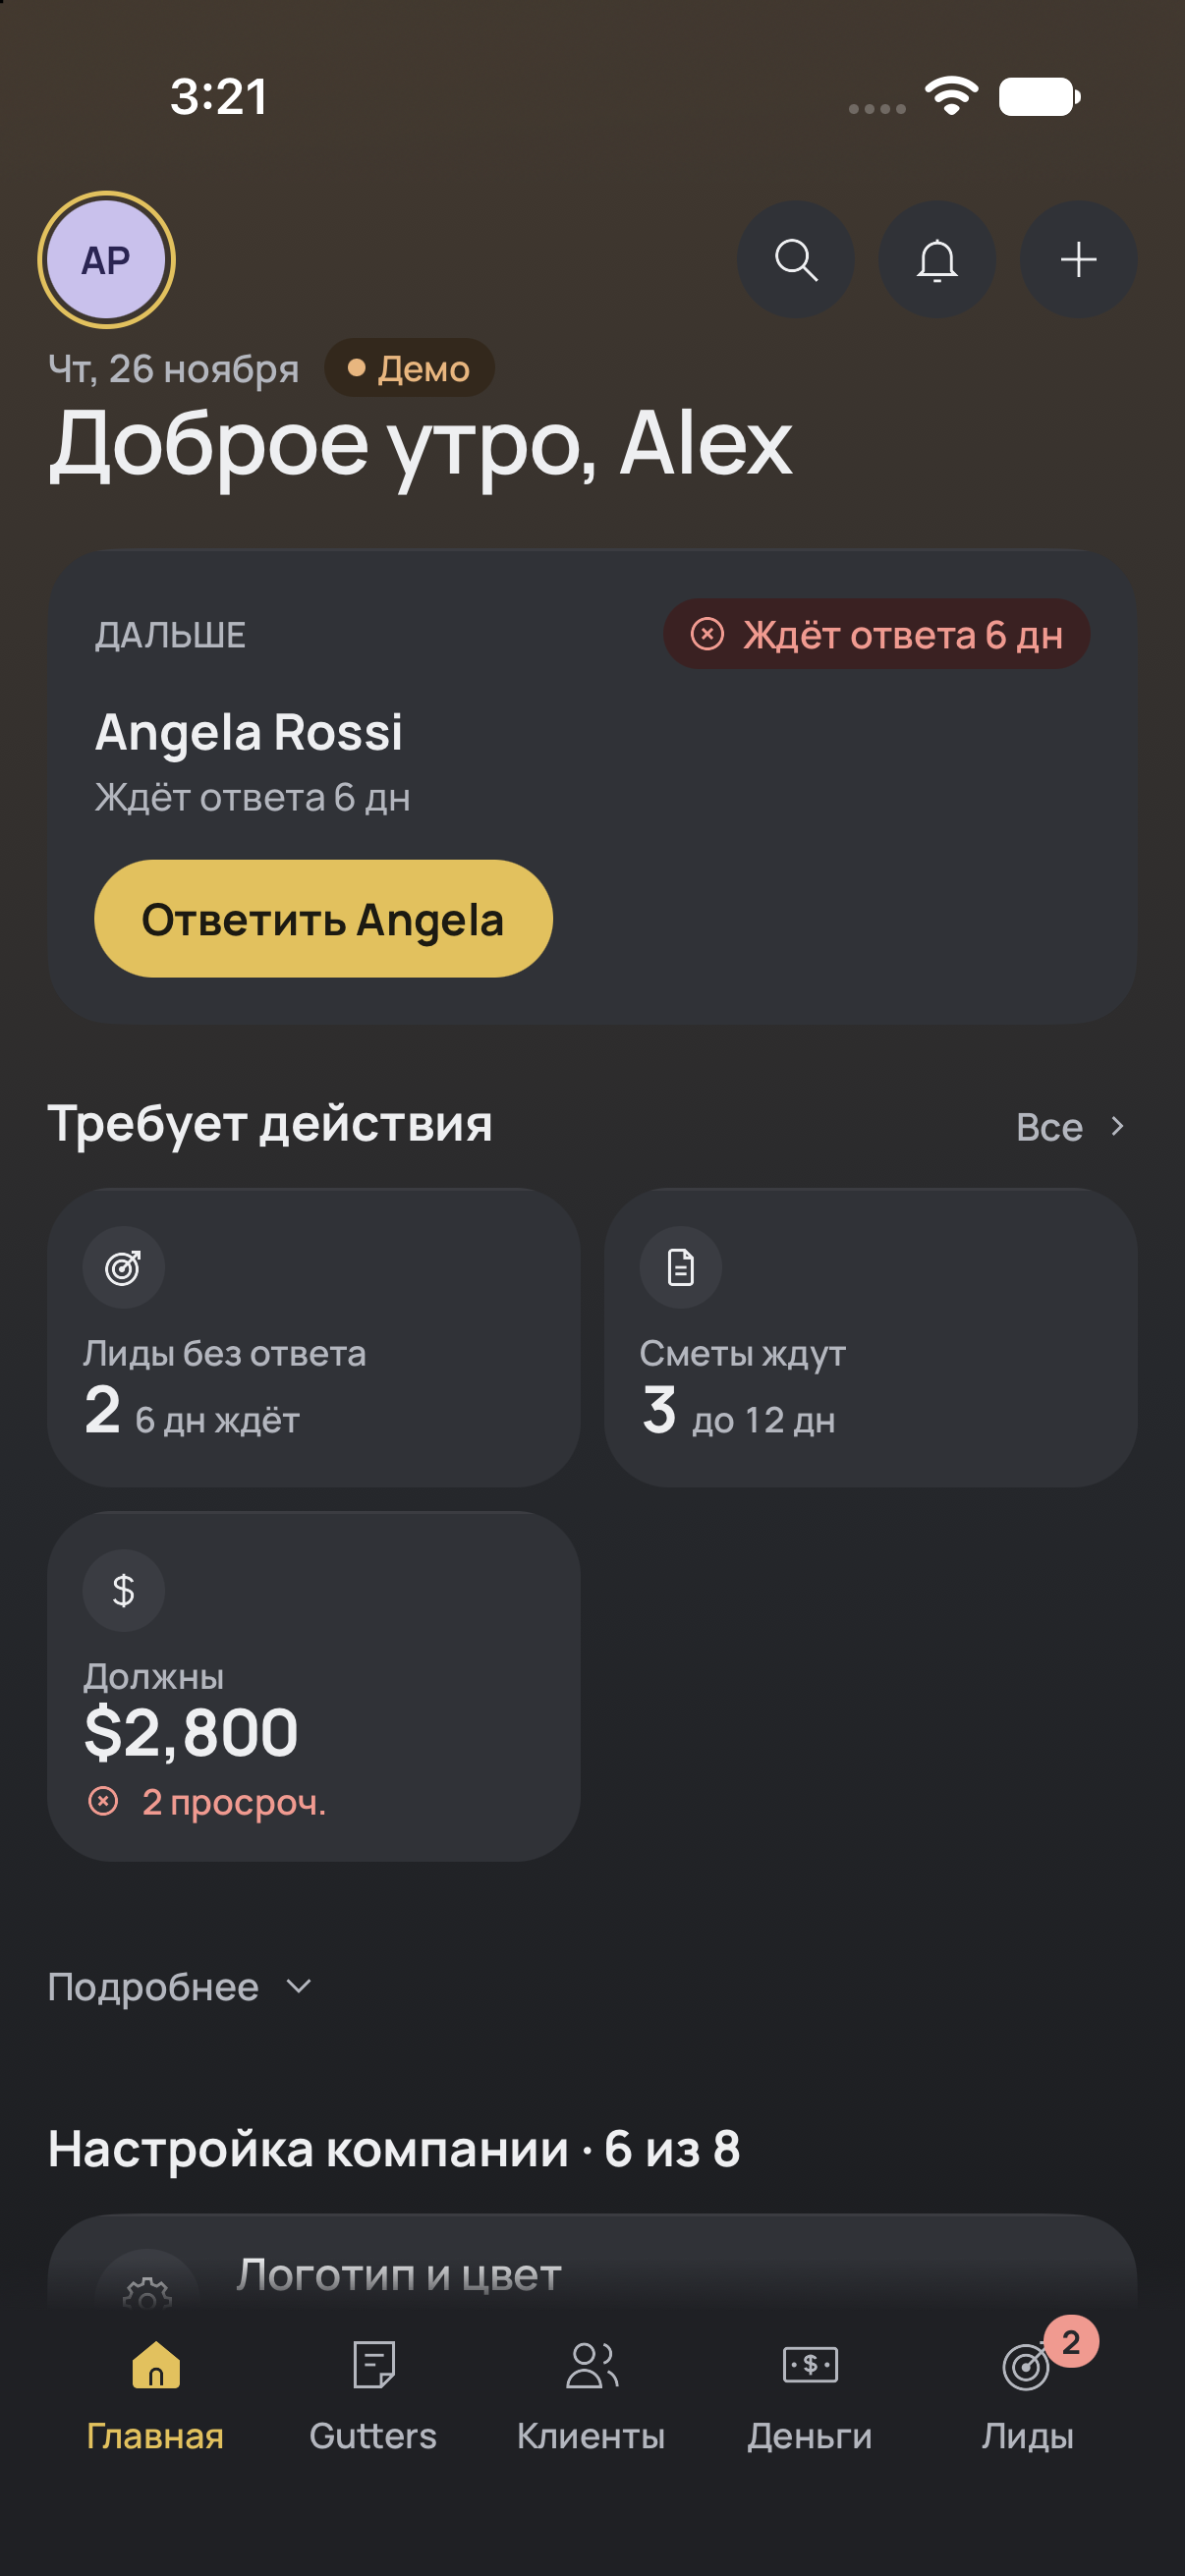 3:21
AP
Чт, 26 ноября
Демо
Доброе утро, Alex
ДАЛЬШЕ
Ждёт ответа 6 дн
Angela Rossi
Ждёт ответа 6 дн
Ответить Angela
Требует действия
Все
Лиды без ответа
2 6 дн ждёт
Сметы ждут
3 до 12 дн
$
Должны
$2,800
2 просроч.
Подробнее
Настройка компании · 6 из 8
Логотип и цвет
2
Главная
Gutters
Клиенты
Деньги
Лиды